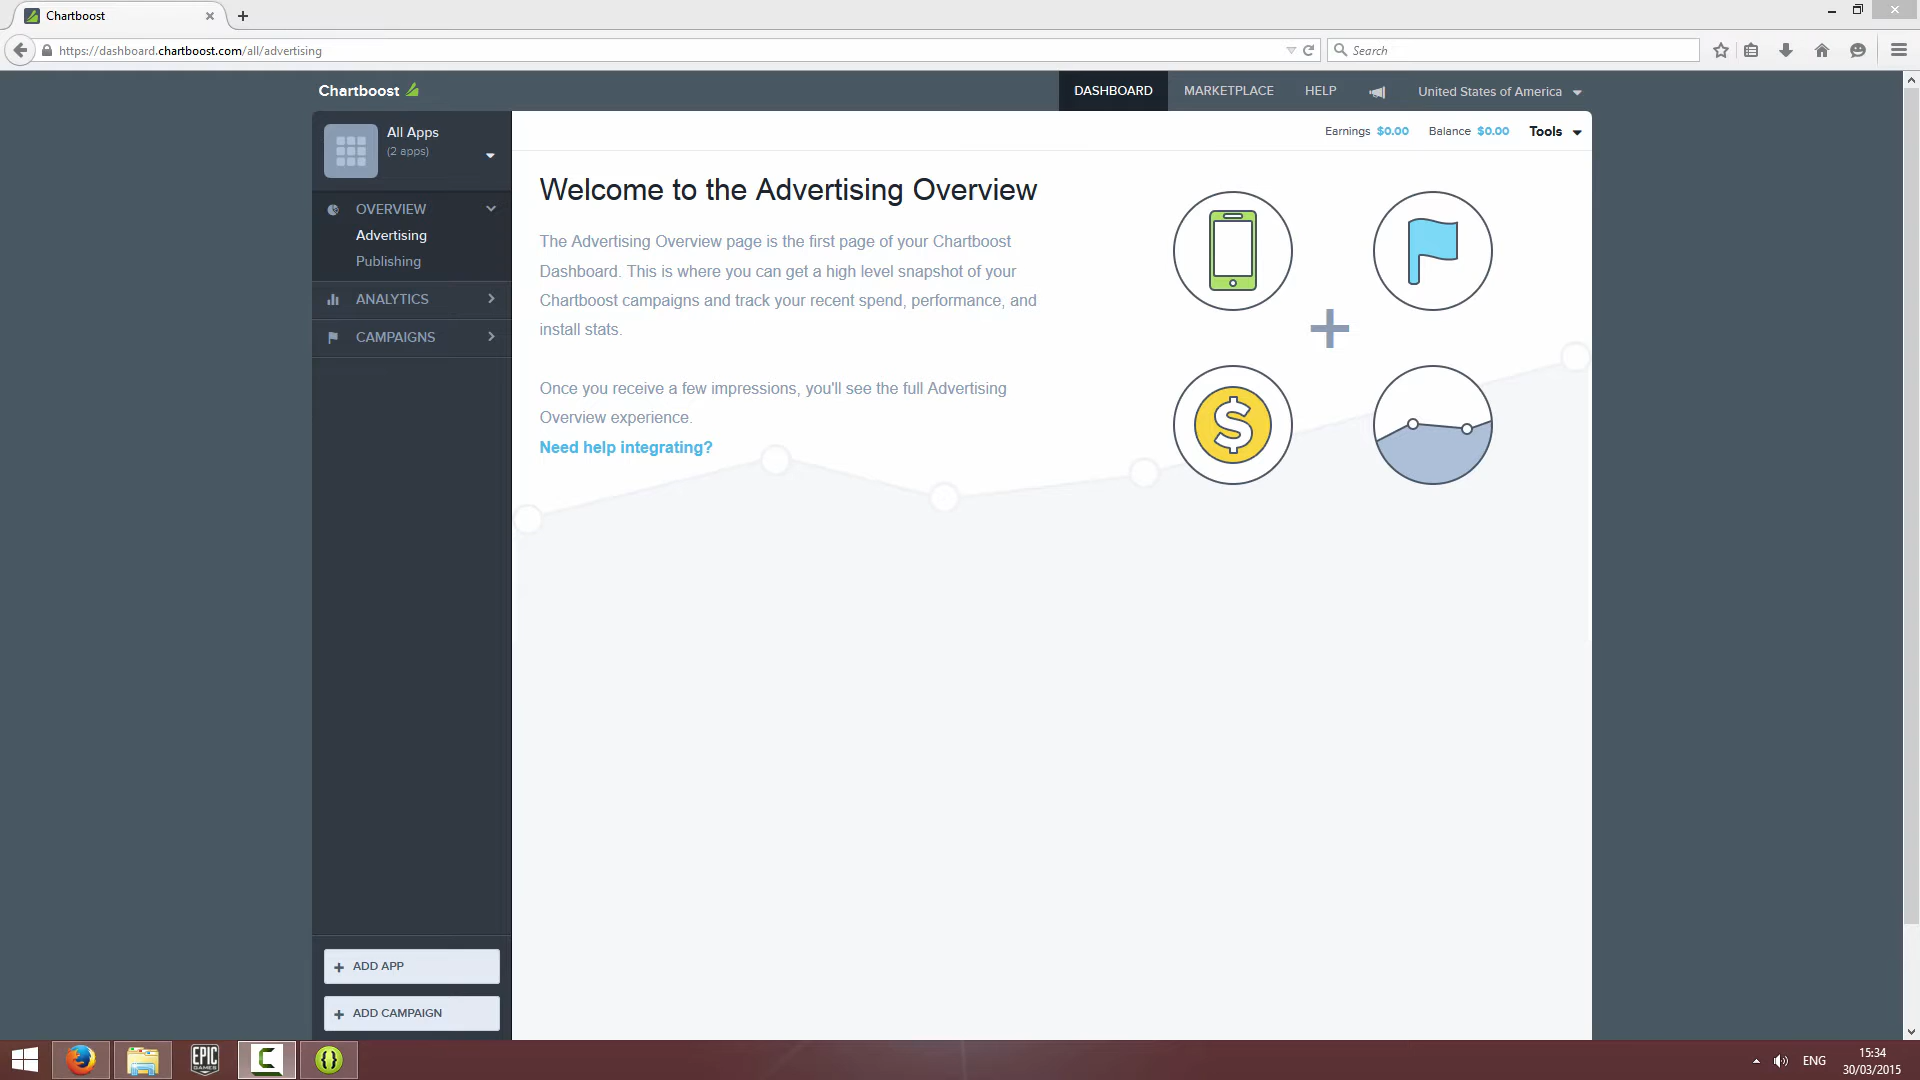 Chartboost
https://dashboard.chartboost.com/all/advertising
Search
Chartboost
DASHBOARD
MARKETPLACE
HELP
United States of America
All Apps
(2 apps)
Earnings $0.00 Balance $0.00 Tools
OVERVIEW
Advertising
Publishing
ANALYTICS
CAMPAIGNS
Welcome to the Advertising Overview
The Advertising Overview page is the first page of your Chartboost
Dashboard. This is where you can get a high level snapshot of your
Chartboost campaigns and track your recent spend, performance, and
install stats.
Once you receive a few impressions, you'll see the full Advertising
Overview experience.
Need help integrating?
$
+ ADD APP
+ ADD CAMPAIGN
EPIC
GAMES
ENG
15:34
30/03/2015